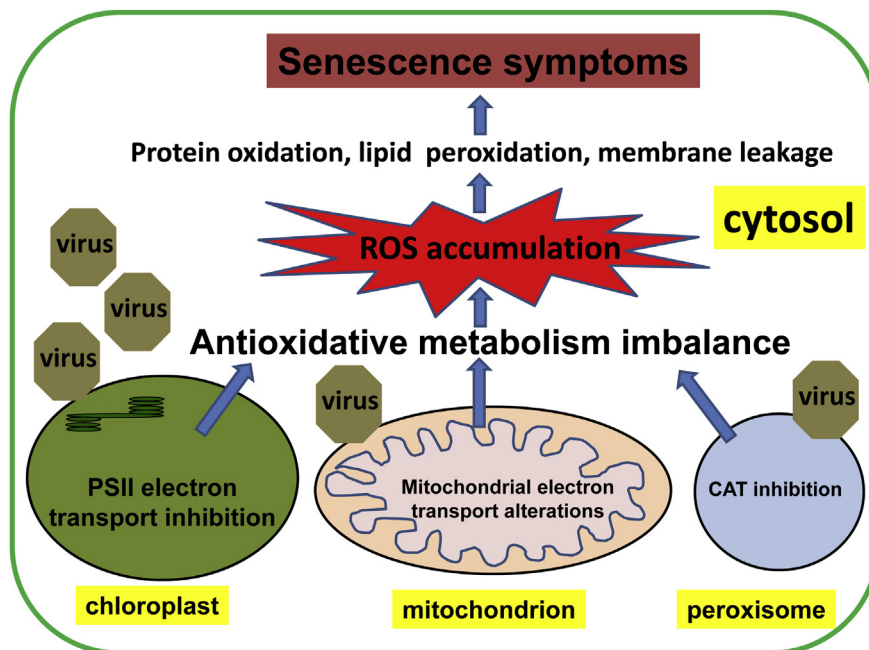 Senescence symptoms
Protein oxidation, lipid peroxidation, membrane leakage
cytosol
ROS accumulation
virus
virus
virus
Antioxidative metabolism imbalance
virus
virus
PSII electron
transport inhibition
Mitochondrial electron
transport alterations
CAT inhibition
chloroplast
mitochondrion
peroxisome